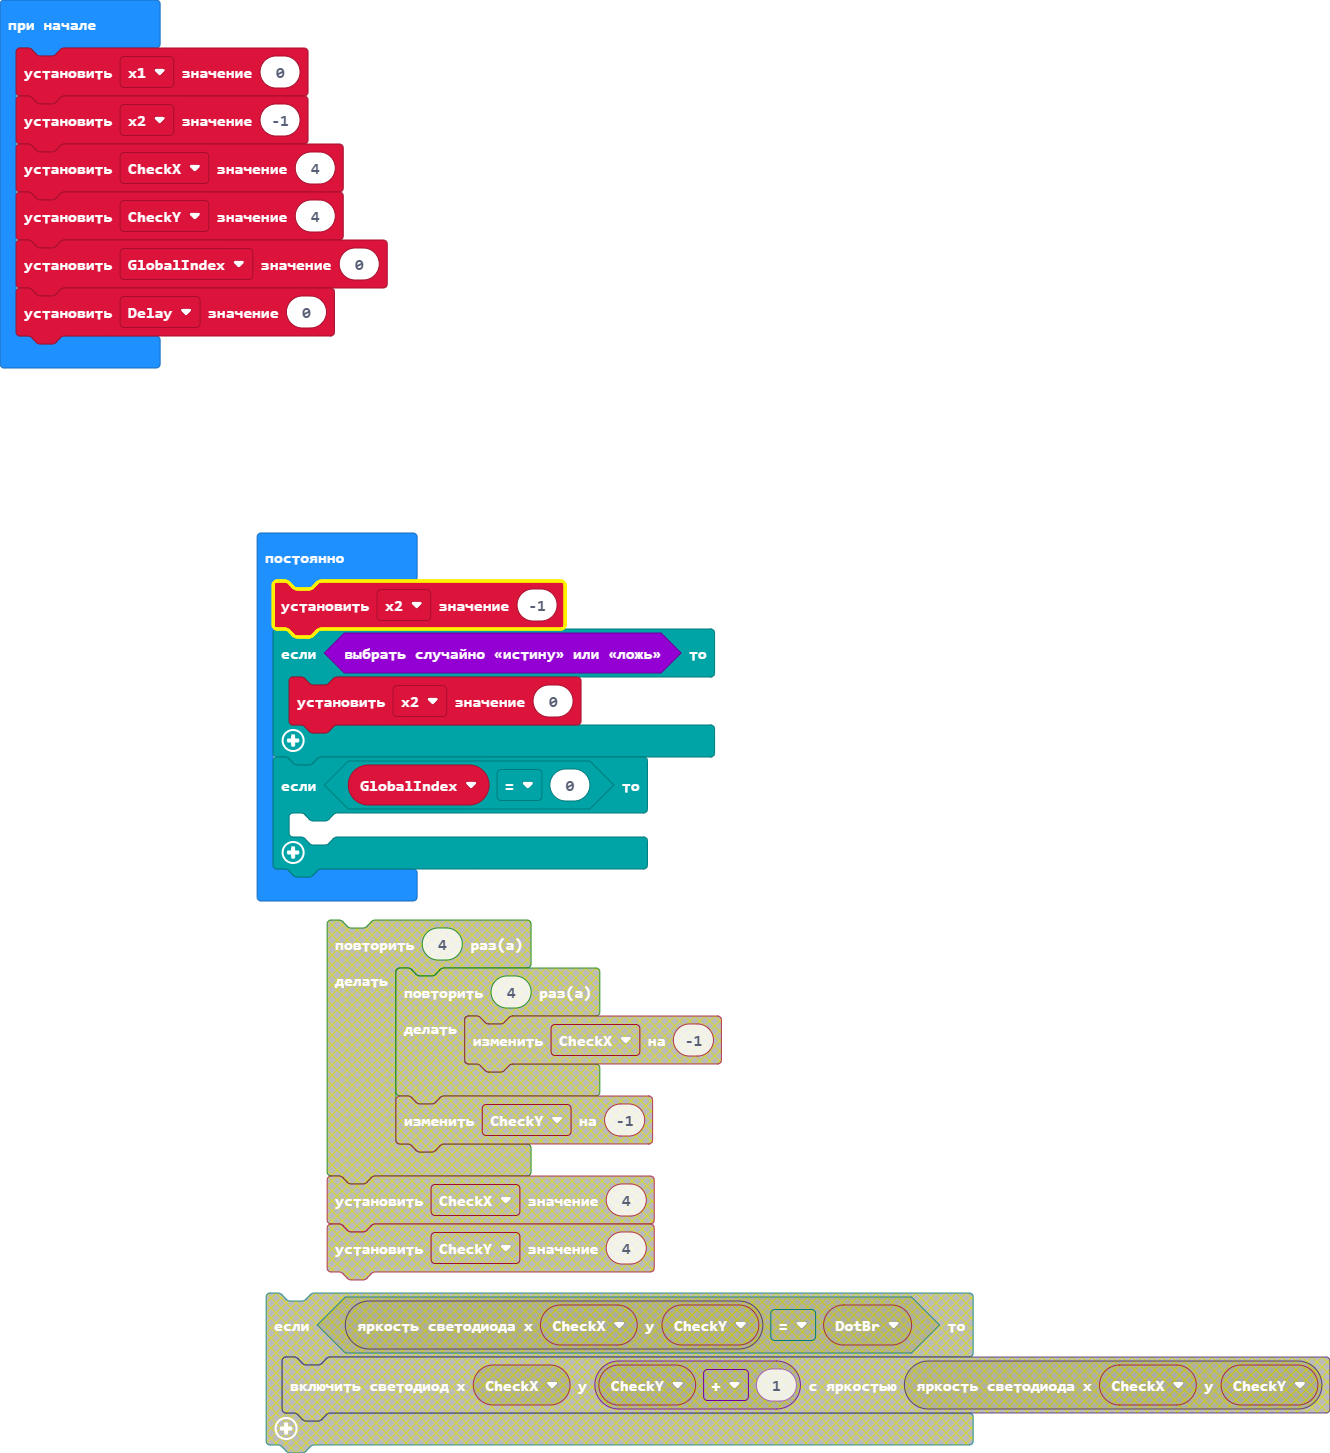 при начале
установить x1 значение 0
установить x2 значение -1
установить CheckX значение 4
установить CheckY значение 4
установить GlobalIndex значение 0
установить Delay значение 0
постоянно
установить x2 значение -1
если выбрать случайно «истину» или «ложь» то
установить x2 значение 0
если GlobalIndex = 0 то
повторить 4 раз(а)
делать
повторить 4 раз(а)
делать
изменить CheckX на -1
изменить CheckY на -1
установить CheckX значение 4
установить CheckY значение 4
если яркость светодиода x CheckX y CheckY = DotBr то
включить светодиод x CheckX y CheckY + 1 с яркостью яркость светодиода x CheckX y CheckY